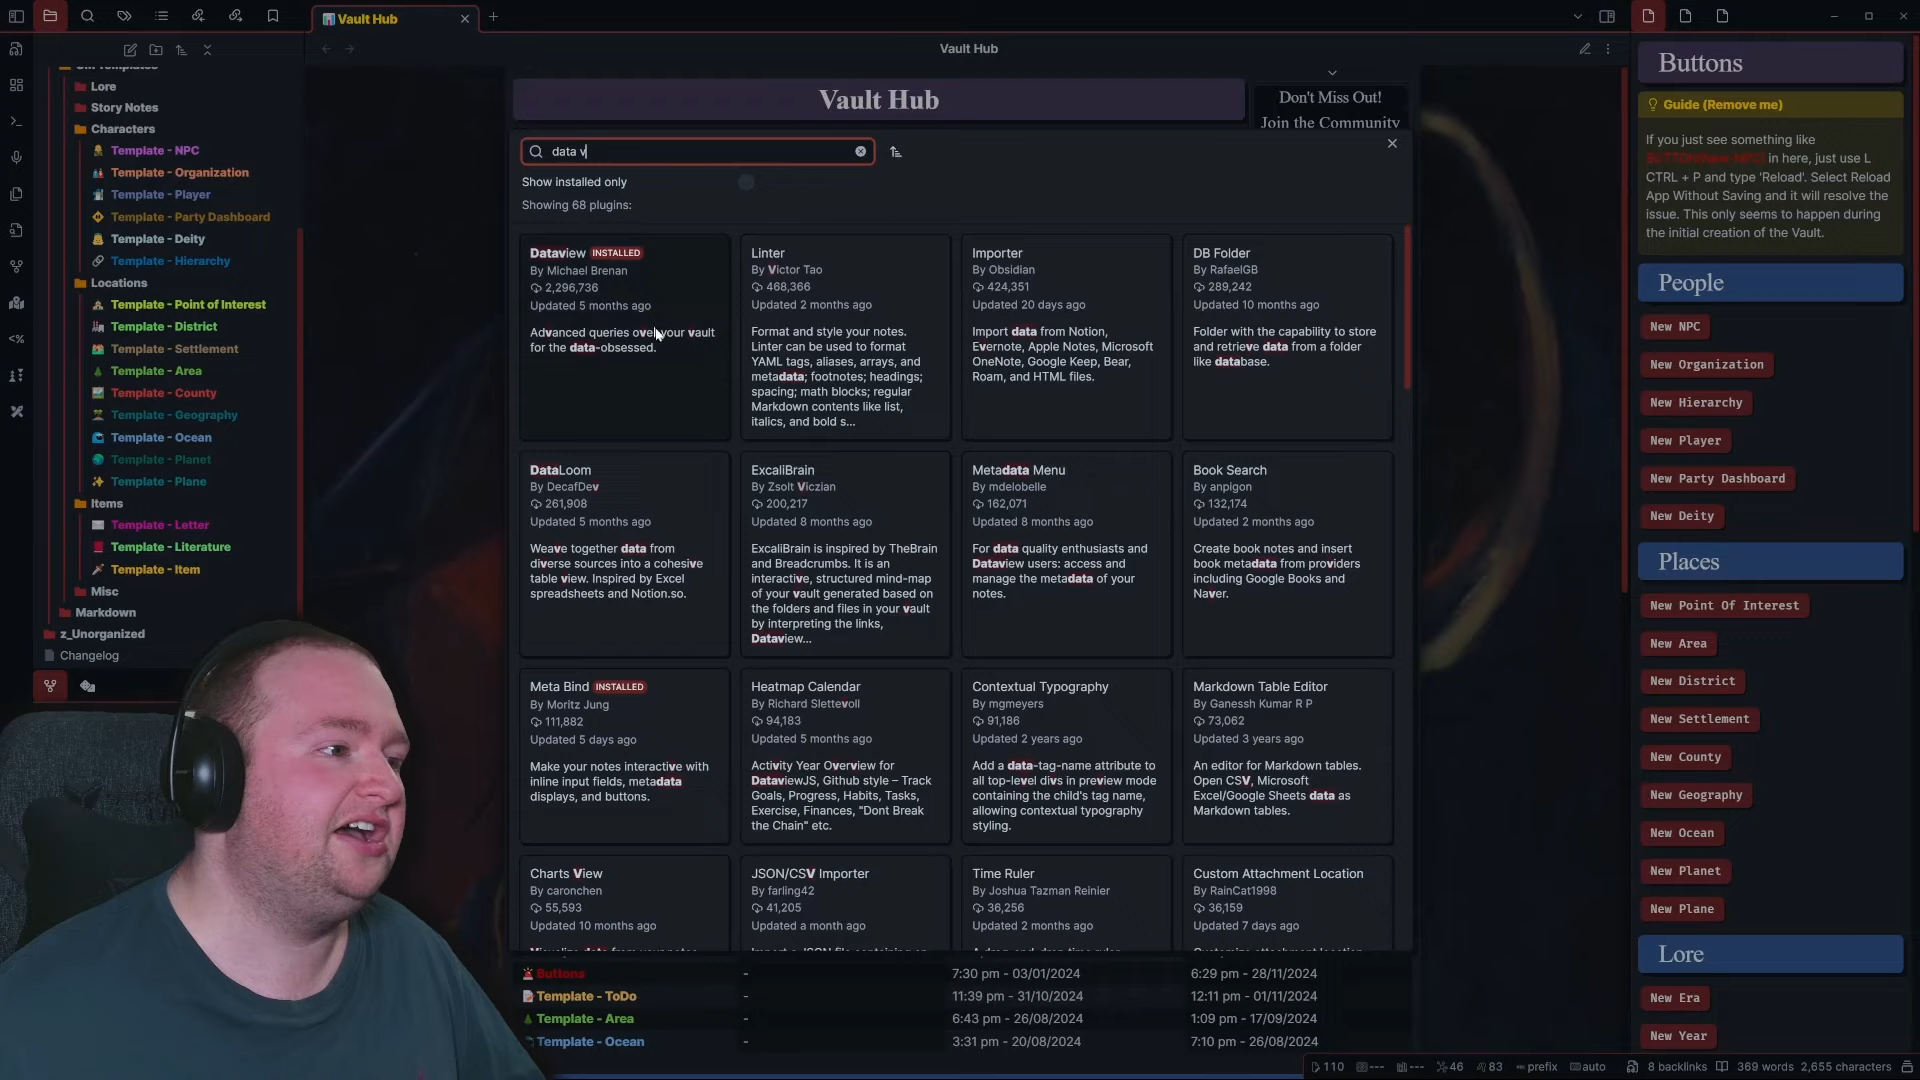 Vault Hub
Vault Hub
GM Templates
Lore
Story Notes
Characters
Template - NPC
Template - Organization
Template - Player
Template - Party Dashboard
Template - Deity
Template - Hierarchy
Locations
Template - Point of Interest
Template - District
Template - Settlement
Template - Area
Template - County
Template - Geography
Template - Ocean
Template - Planet
Template - Plane
Items
Template - Letter
Template - Literature
Template - Item
Misc
Markdown
z_Unorganized
Changelog
Vault Hub
Don't Miss Out!
Join the Community
data v
Show installed only
Showing 68 plugins:
Dataview INSTALLED
By Michael Brenan
2,296,736
Updated 5 months ago
Advanced queries over your vault
for the data-obsessed.
Linter
By Victor Tao
468,366
Updated 2 months ago
Format and style your notes.
Linter can be used to format
YAML tags, aliases, arrays, and
metadata; footnotes; headings;
spacing; math blocks; regular
Markdown contents like list,
italics, and bold s...
Importer
By Obsidian
424,351
Updated 20 days ago
Import data from Notion,
Evernote, Apple Notes, Microsoft
OneNote, Google Keep, Bear,
Roam, and HTML files.
DB Folder
By RafaelGB
289,242
Updated 10 months ago
Folder with the capability to store
and retrieve data from a folder
like database.
DataLoom
By DecafDev
261,908
Updated 5 months ago
Weave together data from
diverse sources into a cohesive
table view. Inspired by Excel
spreadsheets and Notion.so.
ExcaliBrain
By Zsolt Viczian
200,217
Updated 8 months ago
ExcaliBrain is inspired by TheBrain
and Breadcrumbs. It is an
interactive, structured mind-map
of your vault generated based on
the folders and files in your vault
by interpreting the links,
Dataview...
Metadata Menu
By mdelobelle
162,071
Updated 8 months ago
For data quality enthusiasts and
Dataview users: access and
manage the metadata of your
notes.
Book Search
By anpigon
132,174
Updated 2 months ago
Create book notes and insert
book metadata from providers
including Google Books and
Naver.
Meta Bind INSTALLED
By Moritz Jung
111,882
Updated 5 days ago
Make your notes interactive with
inline input fields, metadata
displays, and buttons.
Heatmap Calendar
By Richard Slettevoll
94,183
Updated 5 months ago
Activity Year Overview for
DataviewJS, Github style – Track
Goals, Progress, Habits, Tasks,
Exercise, Finances, "Dont Break
the Chain" etc.
Contextual Typography
By mgmeyers
91,186
Updated 2 years ago
Add a data-tag-name attribute to
all top-level divs in preview mode
containing the child's tag name,
allowing contextual typography
styling.
Markdown Table Editor
By Ganessh Kumar R P
73,062
Updated 3 years ago
An editor for Markdown tables.
Open CSV, Microsoft
Excel/Google Sheets data as
Markdown tables.
Charts View
By caronchen
55,593
Updated 10 months ago
JSON/CSV Importer
By farling42
41,205
Updated a month ago
Time Ruler
By Joshua Tazman Reinier
36,256
Updated 2 months ago
Custom Attachment Location
By RainCat1998
36,159
Updated 7 days ago
Buttons - 7:30 pm - 03/01/2024 6:29 pm - 28/11/2024
Template - ToDo - 11:39 pm - 31/10/2024 12:11 pm - 01/11/2024
Template - Area - 6:43 pm - 26/08/2024 1:09 pm - 17/09/2024
Template - Ocean - 3:31 pm - 20/08/2024 7:10 pm - 26/08/2024
Buttons
Guide (Remove me)
If you just see something like
in here, just use L
CTRL + P and type 'Reload'. Select Reload
App Without Saving and it will resolve the
issue. This only seems to happen during
the initial creation of the Vault.
People
New NPC
New Organization
New Hierarchy
New Player
New Party Dashboard
New Deity
Places
New Point Of Interest
New Area
New District
New Settlement
New County
New Geography
New Ocean
New Planet
New Plane
Lore
New Era
New Year
110 --- --- 46 83 prefix auto 8 backlinks 369 words 2,655 characters